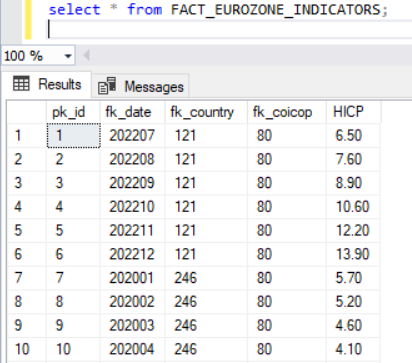 select * from FACT_EUROZONE_INDICATORS;
100 %
Results Messages
pk_id fk_date fk_country fk_coicop HICP
1 1 202207 121 80 6.50
2 2 202208 121 80 7.60
3 3 202209 121 80 8.90
4 4 202210 121 80 10.60
5 5 202211 121 80 12.20
6 6 202212 121 80 13.90
7 7 202001 246 80 5.70
8 8 202002 246 80 5.20
9 9 202003 246 80 4.60
10 10 202004 246 80 4.10